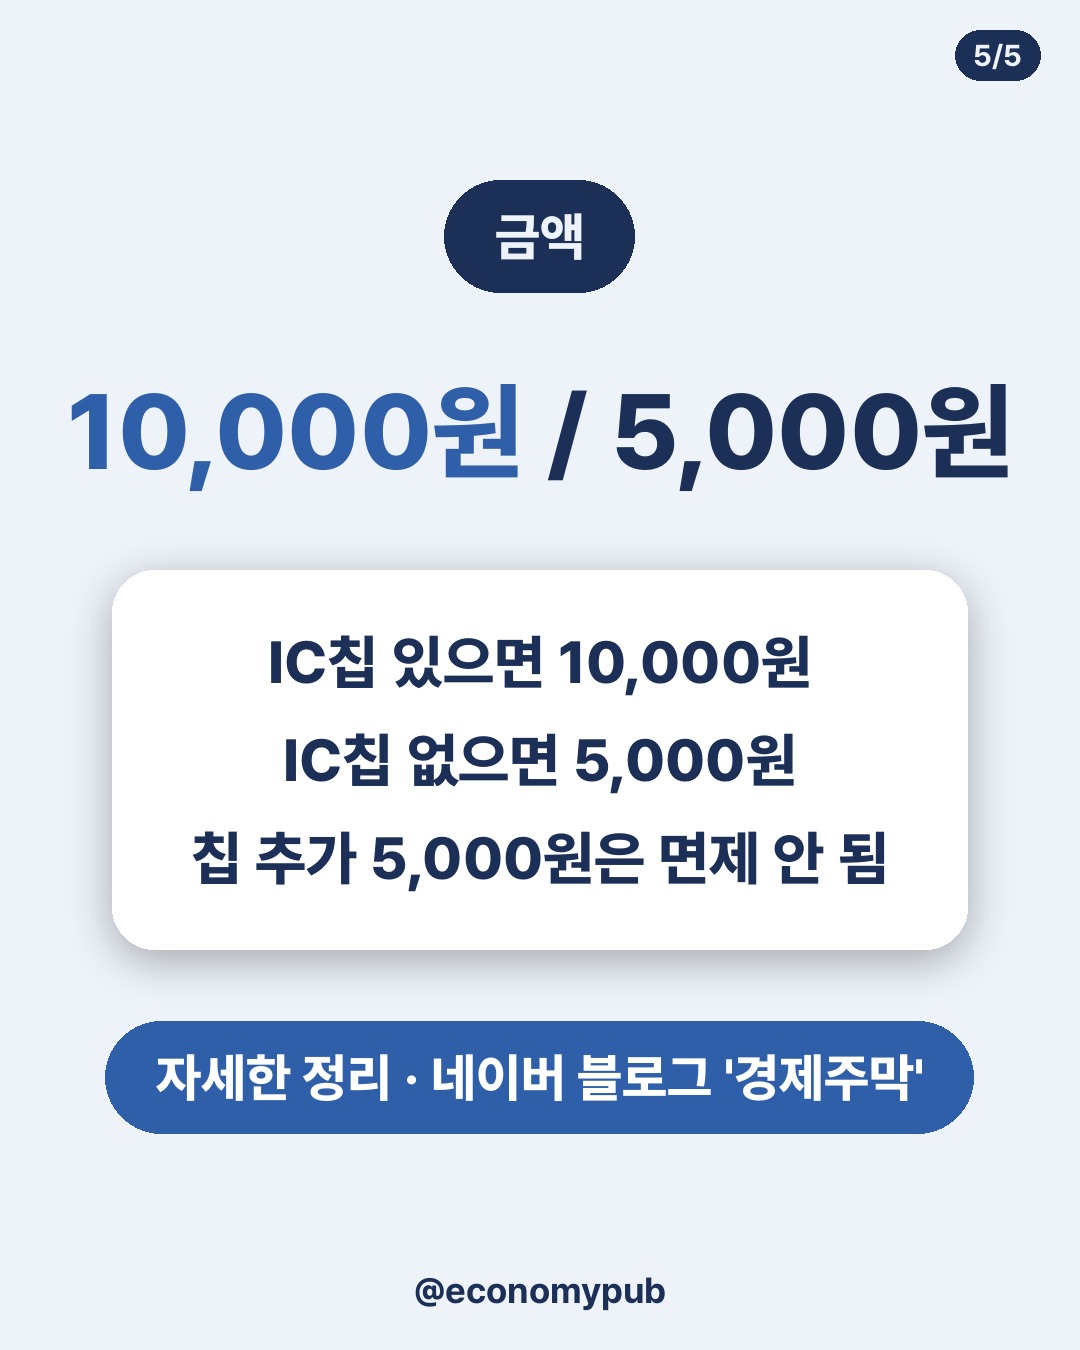 5/5
금액
10,000원 / 5,000원
IC칩 있으면 10,000원
IC칩 없으면 5,000원
칩 추가 5,000원은 면제 안 됨
자세한 정리 · 네이버 블로그 '경제주막'
@economypub